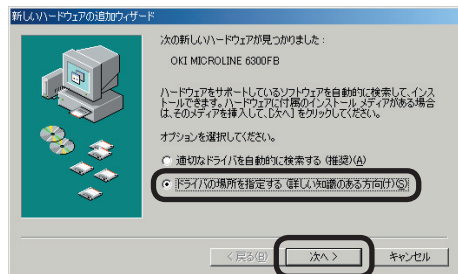 新しいハードウェアの追加ウィザード
次の新しいハードウェアが見つかりました:
OKI MICROLINE 6300FB
ハードウェアをサポートしているソフトウェアを自動的に検索して、インス
トールできます。ハードウェアに付属のインストール メディアがある場合
は、そのメディアを挿入して、[次へ] をクリックしてください。
オプションを選択してください。
適切なドライバを自動的に検索する (推奨)(A)
ドライバの場所を指定する (詳しい知識のある方向け)(S)
< 戻る(B)
次へ >
キャンセル